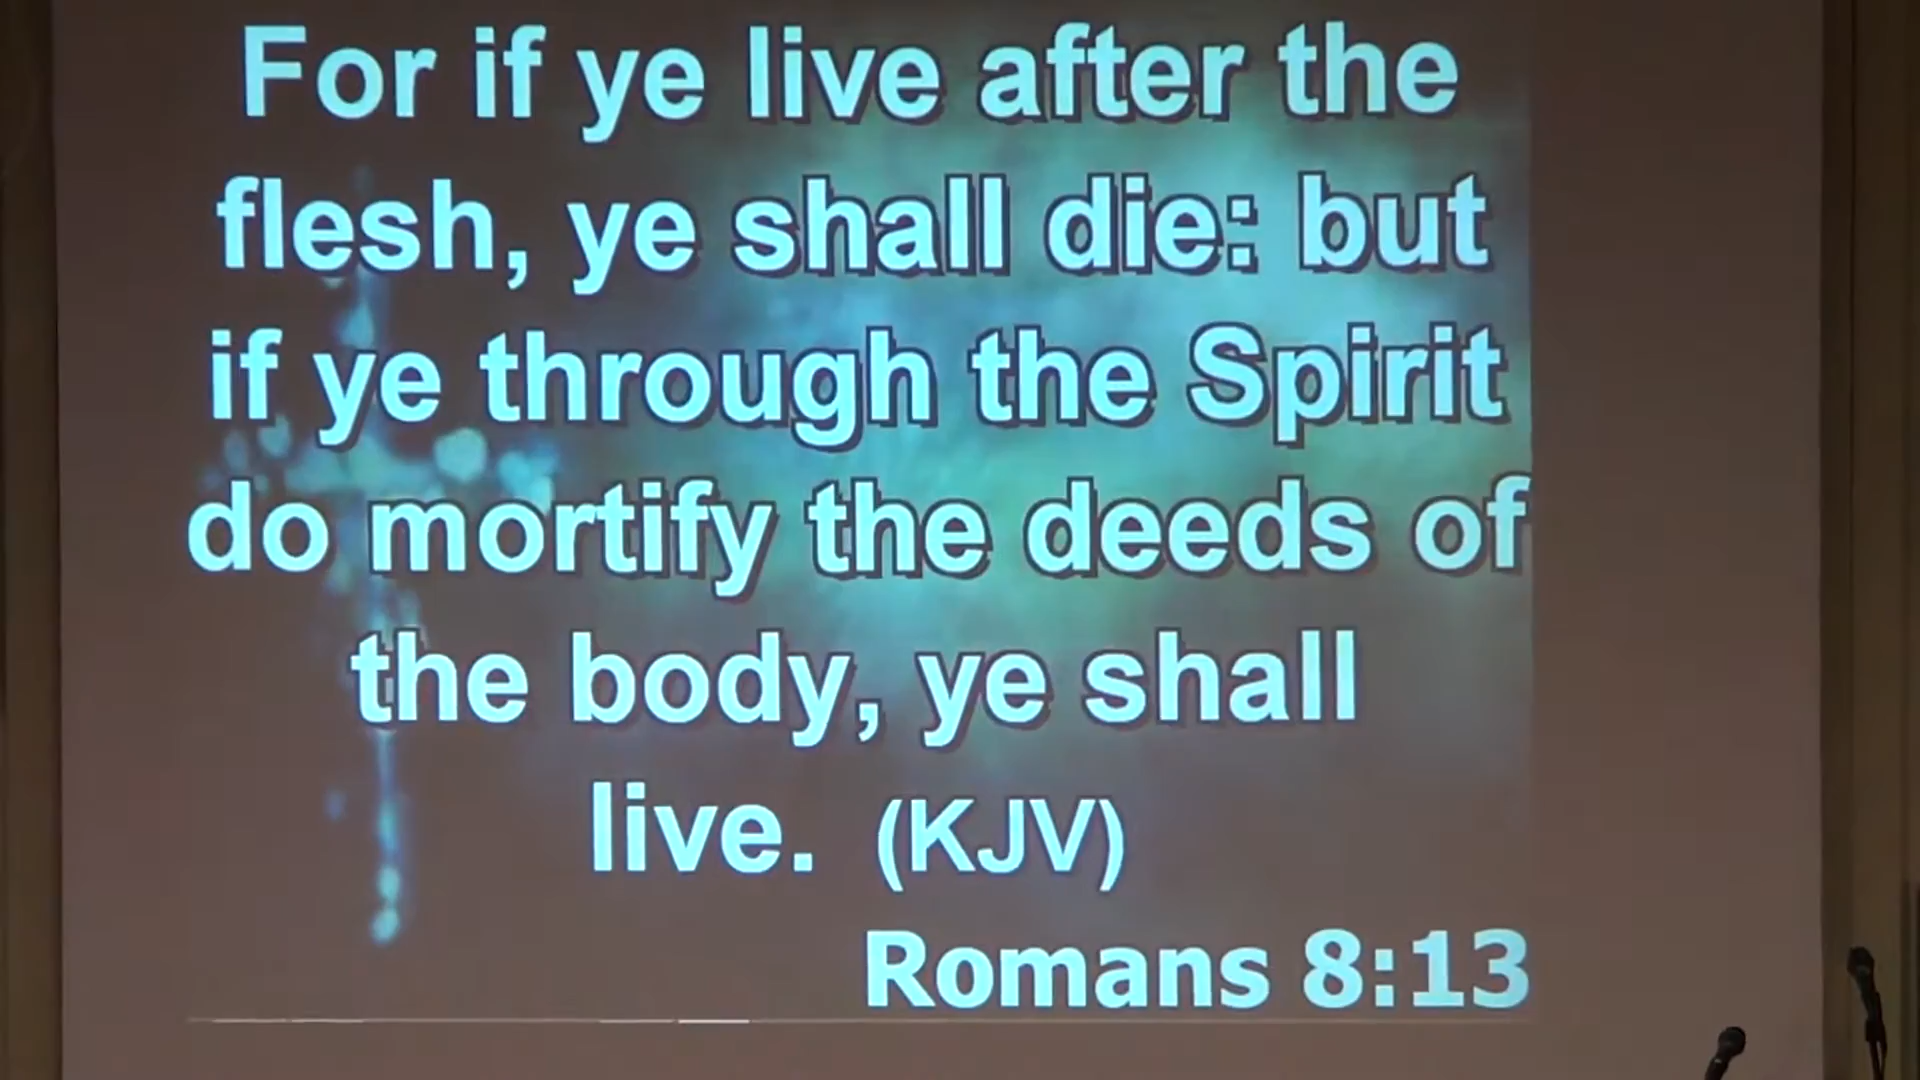 For if ye live after the
flesh, ye shall die: but
if ye through the Spirit
do mortify the deeds of
the body, ye shall
live. (KJV)
Romans 8:13